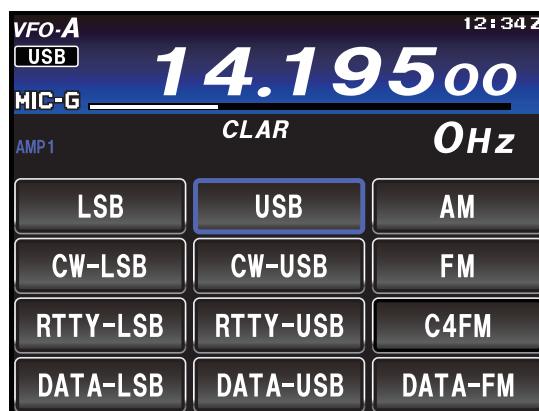 VFO-A 12:34 Z
USB 14.19500
MIC-G
AMP1 CLAR 0Hz
LSB USB AM
CW-LSB CW-USB FM
RTTY-LSB RTTY-USB C4FM
DATA-LSB DATA-USB DATA-FM